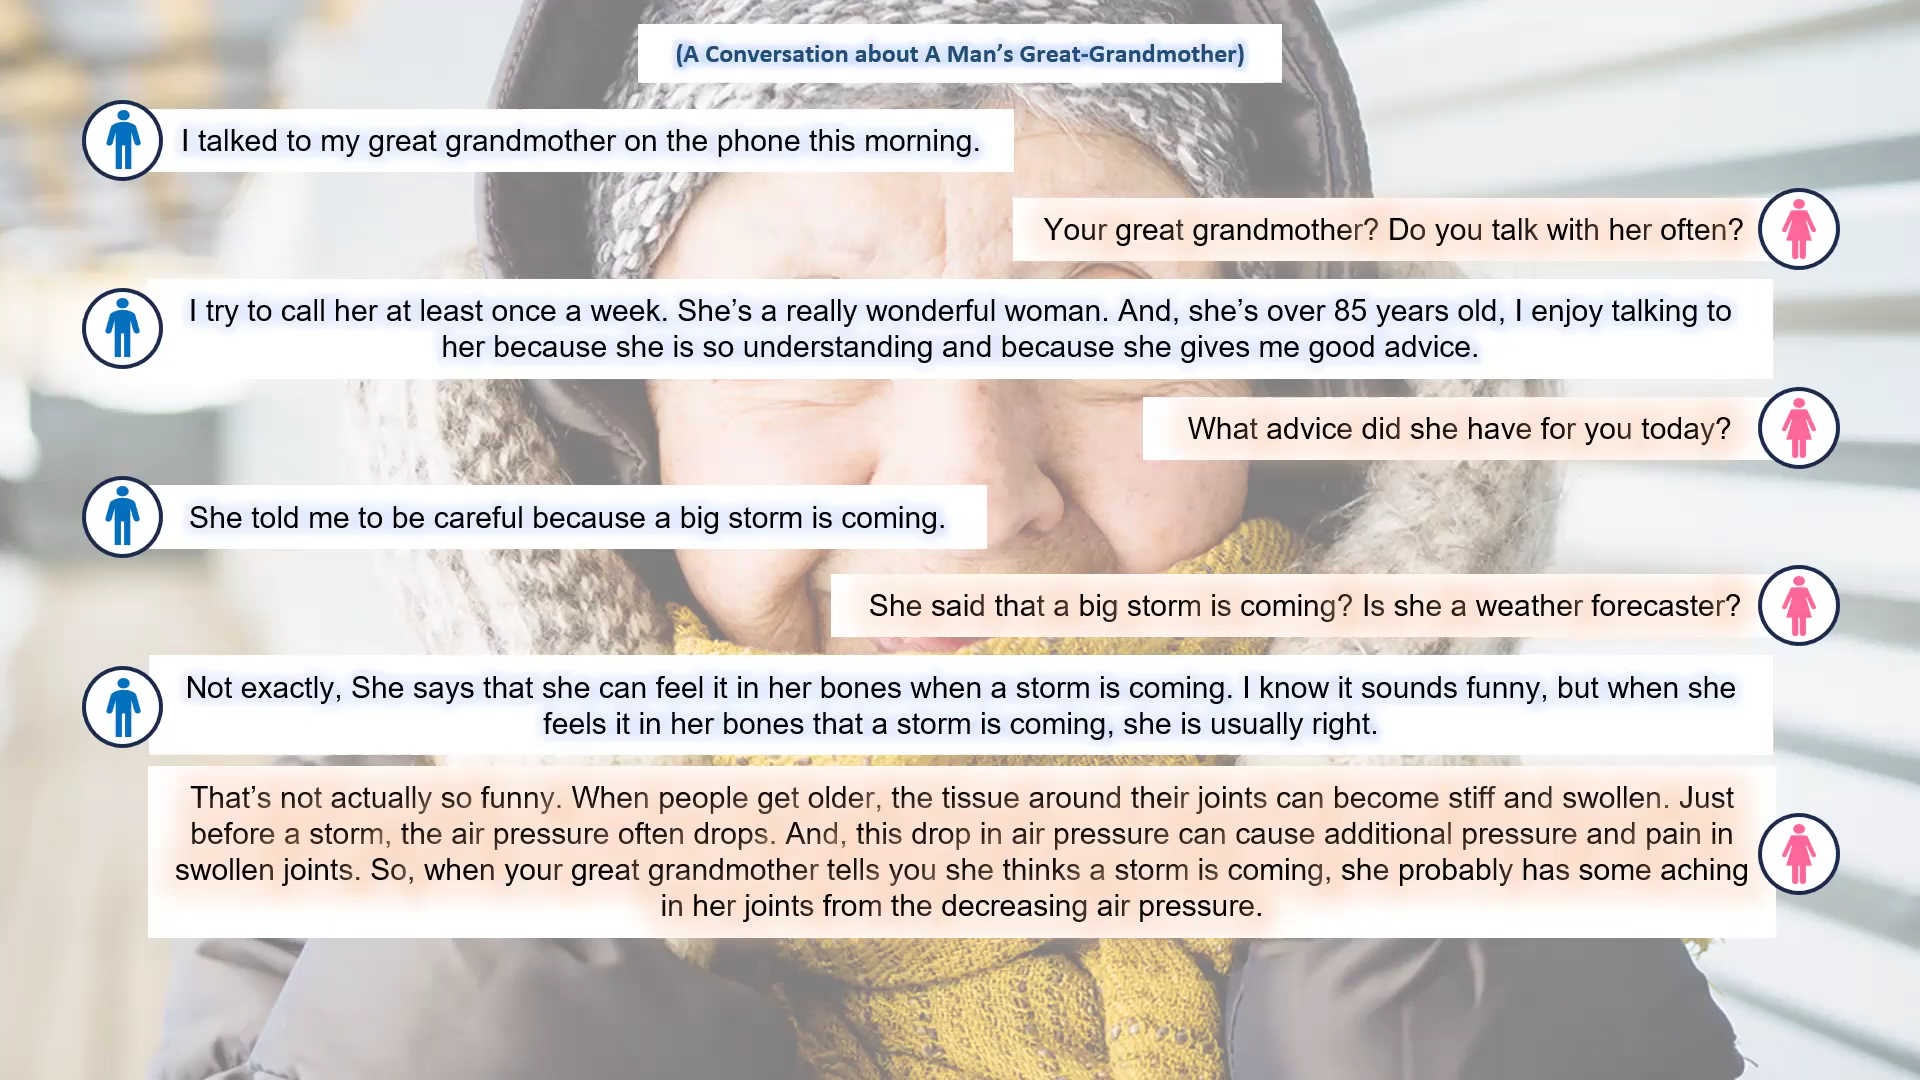 (A Conversation about A Man’s Great-Grandmother)
I talked to my great grandmother on the phone this morning.
Your great grandmother? Do you talk with her often?
I try to call her at least once a week. She’s a really wonderful woman. And, she’s over 85 years old, I enjoy talking to
her because she is so understanding and because she gives me good advice.
What advice did she have for you today?
She told me to be careful because a big storm is coming.
She said that a big storm is coming? Is she a weather forecaster?
Not exactly, She says that she can feel it in her bones when a storm is coming. I know it sounds funny, but when she
feels it in her bones that a storm is coming, she is usually right.
That’s not actually so funny. When people get older, the tissue around their joints can become stiff and swollen. Just
before a storm, the air pressure often drops. And, this drop in air pressure can cause additional pressure and pain in
swollen joints. So, when your great grandmother tells you she thinks a storm is coming, she probably has some aching
in her joints from the decreasing air pressure.